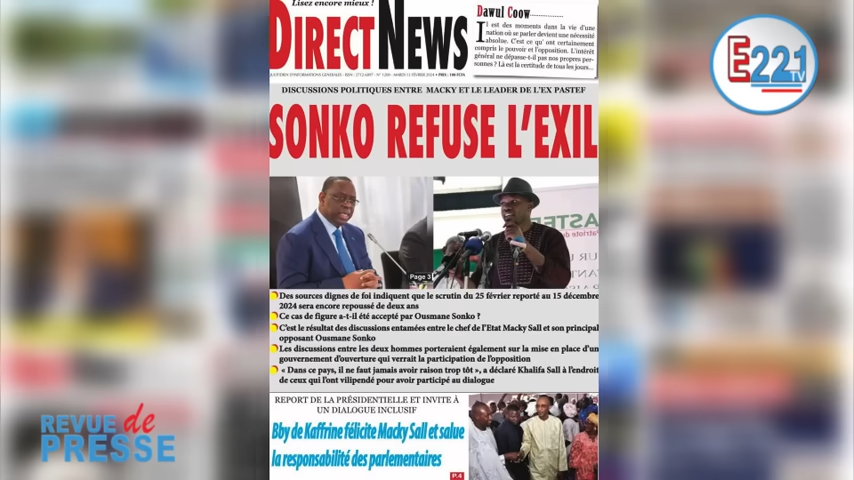 Lisez encore mieux !
DIRECT NEWS
Dawul Coow
Il est des moments dans la vie d'une
nation où se parler devient une nécessité
absolue. C'est ce qu' ont certainement
compris le pouvoir et l'opposition. L'intérêt
général ne dépasse-t-il pas nos propres per-
sonnes ? Là est la certitude de tous les jours...
E221 TV
DISCUSSIONS POLITIQUES ENTRE MACKY ET LE LEADER DE L'EX PASTEF
SONKO REFUSE L'EXIL
Page 3
Des sources dignes de foi indiquent que le scrutin du 25 février reporté au 15 décembre
2024 sera encore repoussé de deux ans
Ce cas de figure a-t-il été accepté par Ousmane Sonko ?
C'est le résultat des discussions entamées entre le chef de l'Etat Macky Sall et son principal
opposant Ousmane Sonko
Les discussions entre les deux hommes porteraient également sur la mise en place d'un
gouvernement d'ouverture qui verrait la participation de l'opposition
« Dans ce pays, il ne faut jamais avoir raison trop tôt », a déclaré Khalifa Sall à l'endroit
de ceux qui l'ont vilipendé pour avoir participé au dialogue
REPORT DE LA PRÉSIDENTIELLE ET INVITE À
UN DIALOGUE INCLUSIF
Bby de Kaffrine félicite Macky Sall et salue
la responsabilité des parlementaires
P.4
REVUE de
PRESSE